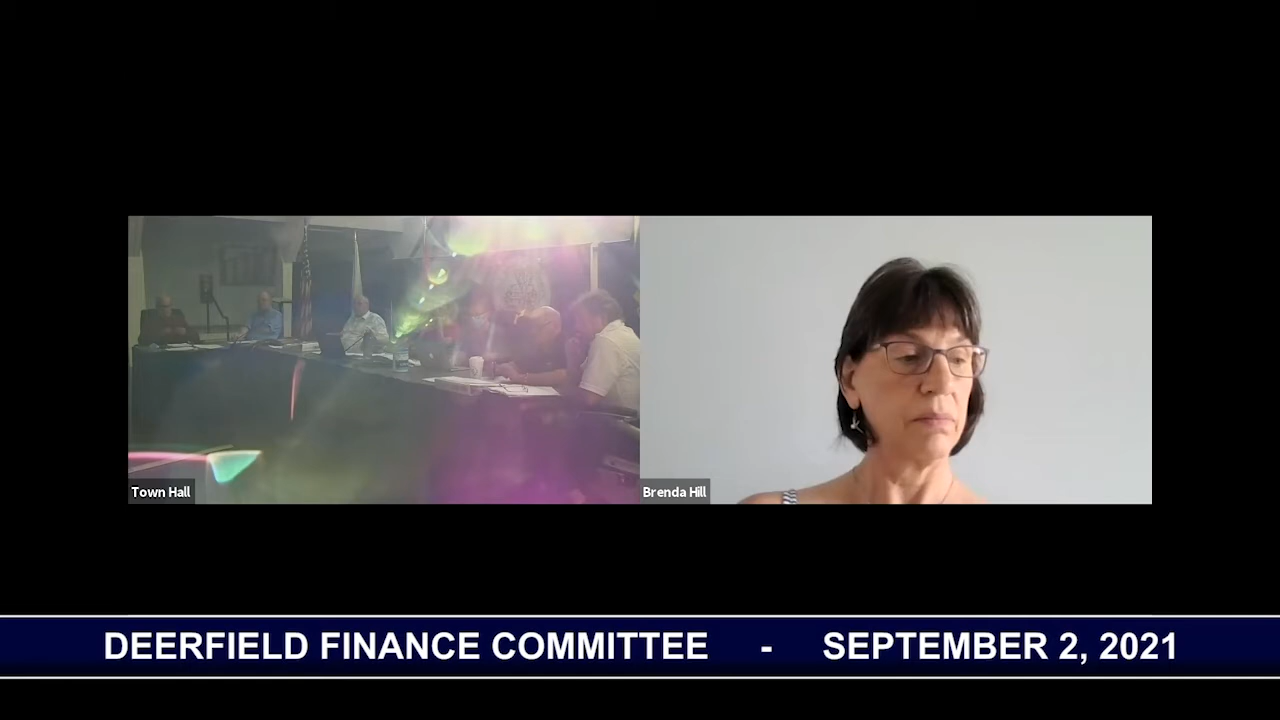 Town Hall
Brenda Hill
DEERFIELD FINANCE COMMITTEE - SEPTEMBER 2, 2021